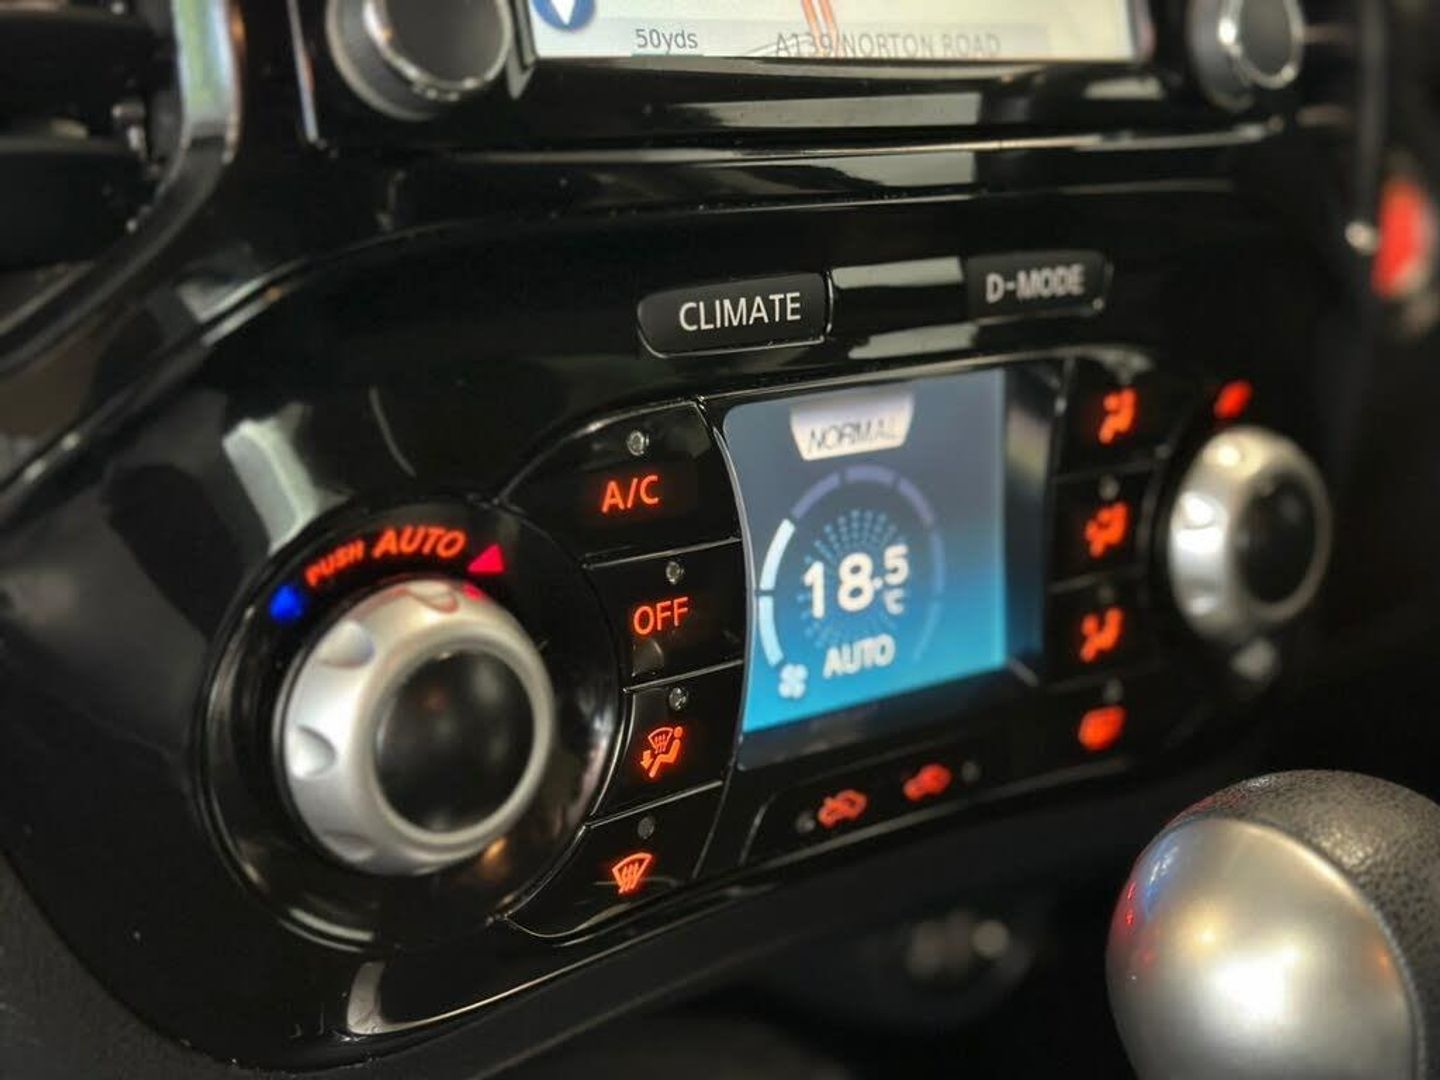 50yds
A139 NORTON ROAD
CLIMATE
D-MODE
NORMAL
A/C
PUSH AUTO
18.5
°C
OFF
AUTO